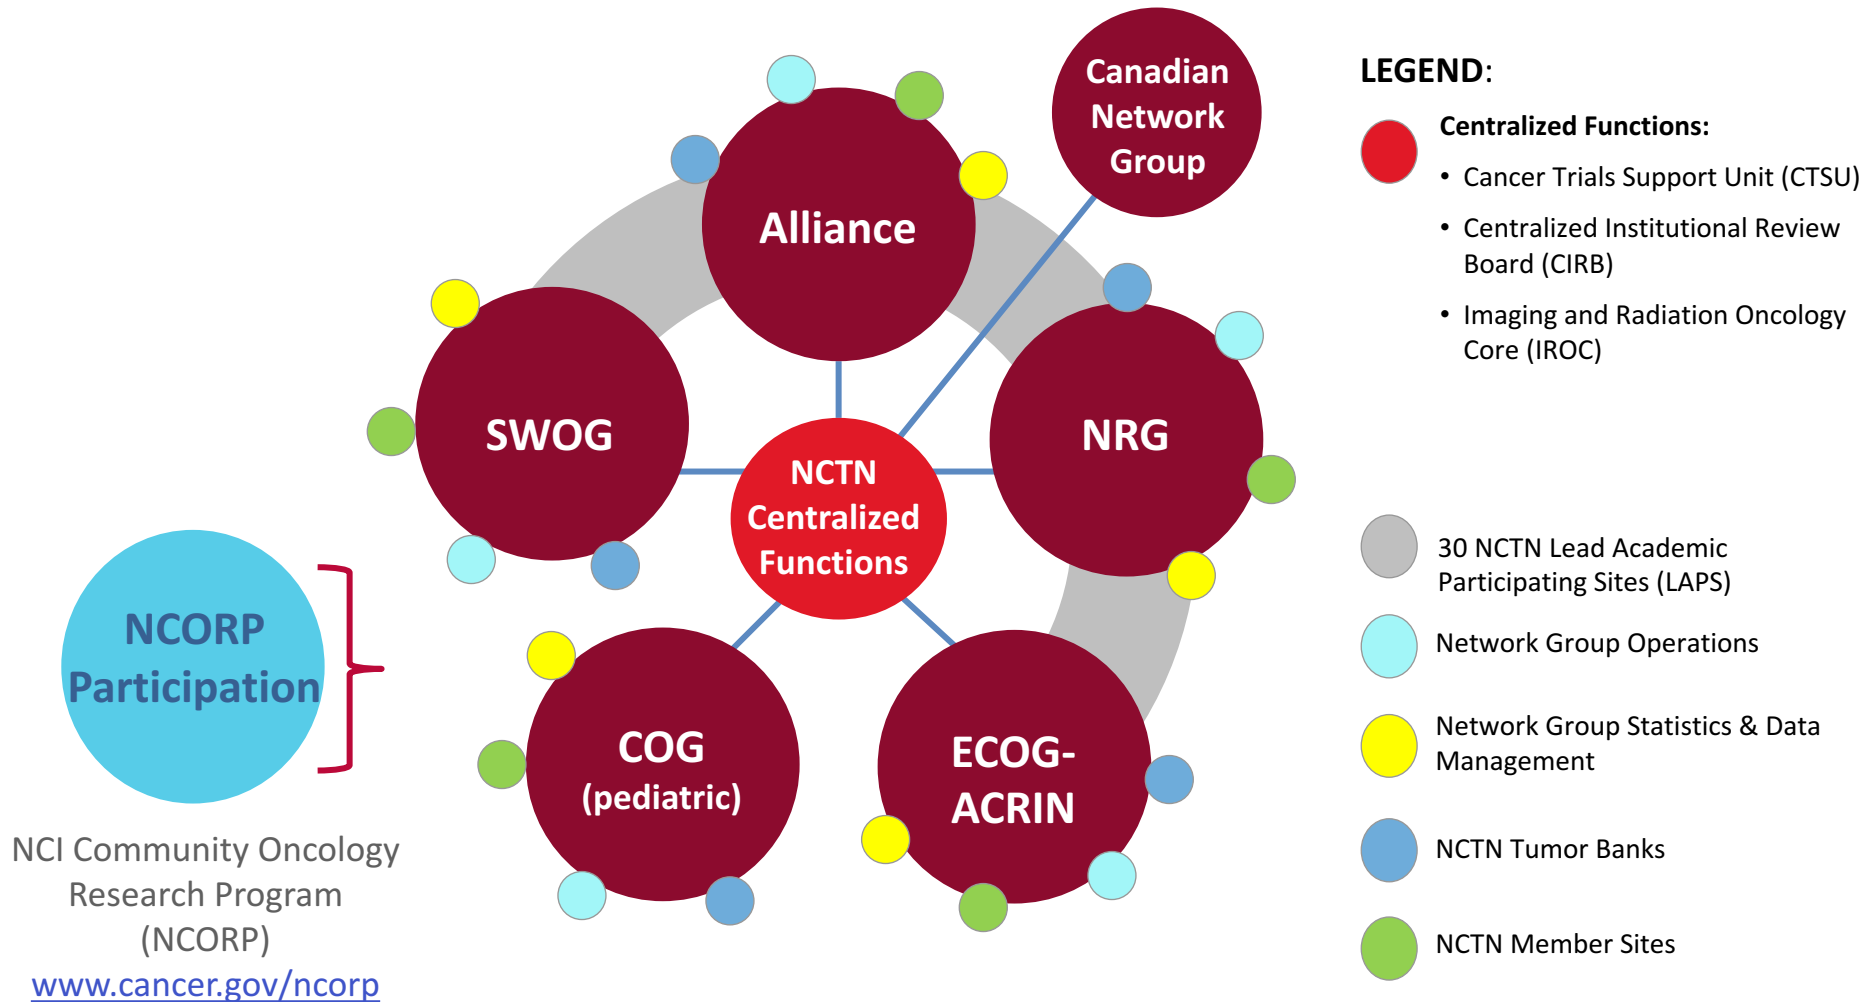 Canadian
Network
Group
Alliance
SWOG
NRG
NCTN
Centralized
Functions
COG
(pediatric)
ECOG-
ACRIN
NCORP
Participation
NCI Community Oncology
Research Program
(NCORP)
www.cancer.gov/ncorp
LEGEND:
Centralized Functions:
• Cancer Trials Support Unit (CTSU)
• Centralized Institutional Review
Board (CIRB)
• Imaging and Radiation Oncology
Core (IROC)
30 NCTN Lead Academic
Participating Sites (LAPS)
Network Group Operations
Network Group Statistics & Data
Management
NCTN Tumor Banks
NCTN Member Sites